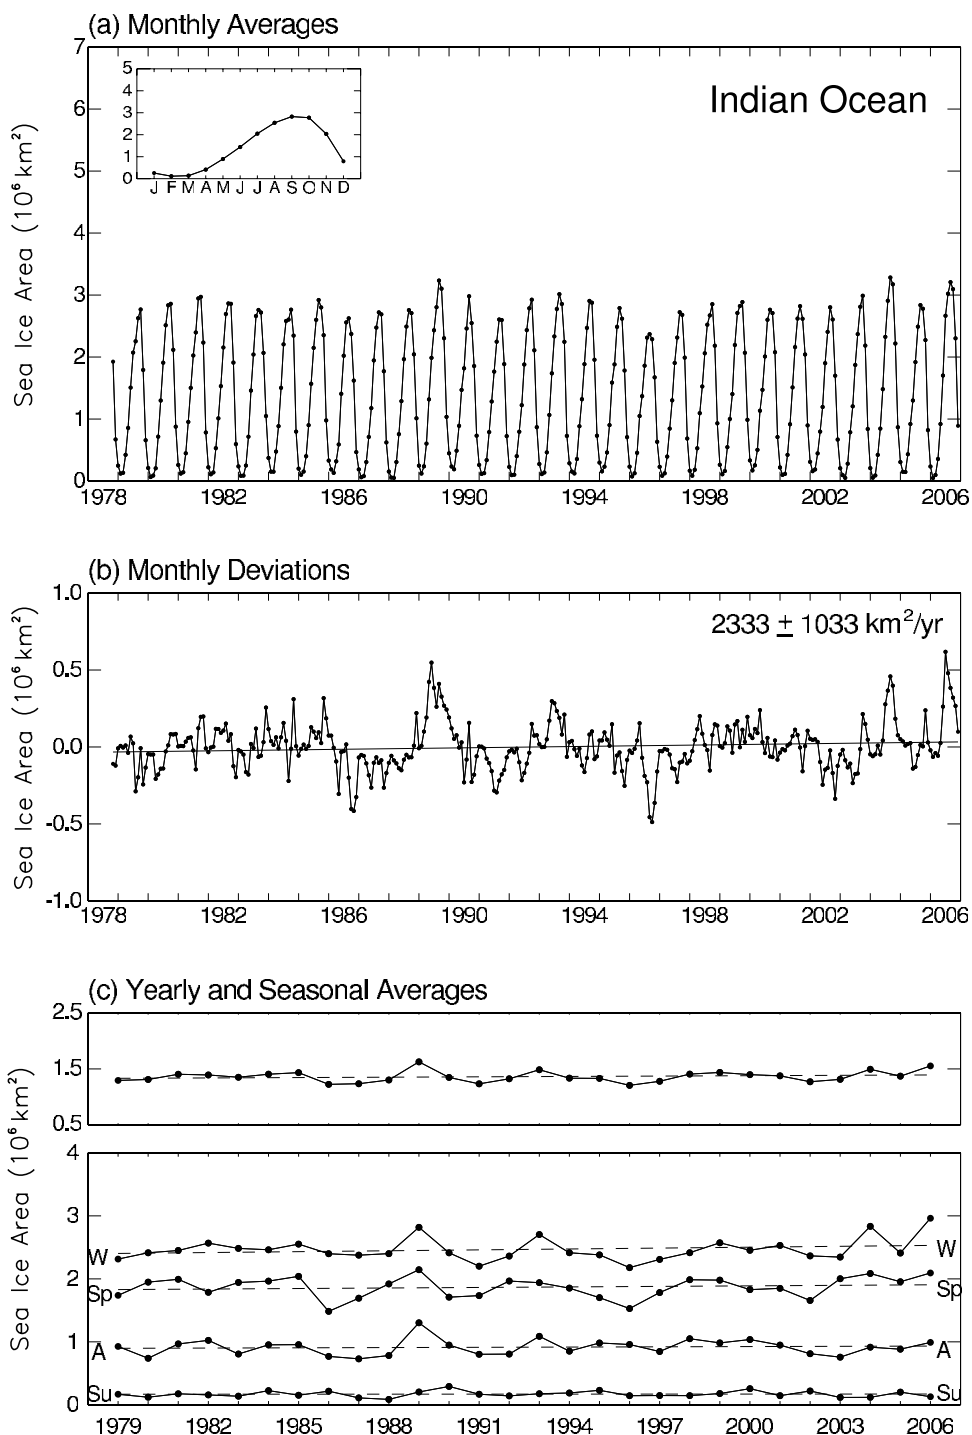 (a) Monthly Averages
Indian Ocean
Sea Ice Area (10⁶ km²)
7
6
5
4
3
2
1
0
5
4
3
2
1
0
J F M A M J J A S O N D
1978 1982 1986 1990 1994 1998 2002 2006
(b) Monthly Deviations
2333 ± 1033 km²/yr
Sea Ice Area (10⁶ km²)
1.0
0.5
0.0
-0.5
-1.0
1978 1982 1986 1990 1994 1998 2002 2006
(c) Yearly and Seasonal Averages
Sea Ice Area (10⁶ km²)
2.5
1.5
0.5
4
3
2
1
0
W W
Sp Sp
A A
Su Su
1979 1982 1985 1988 1991 1994 1997 2000 2003 2006